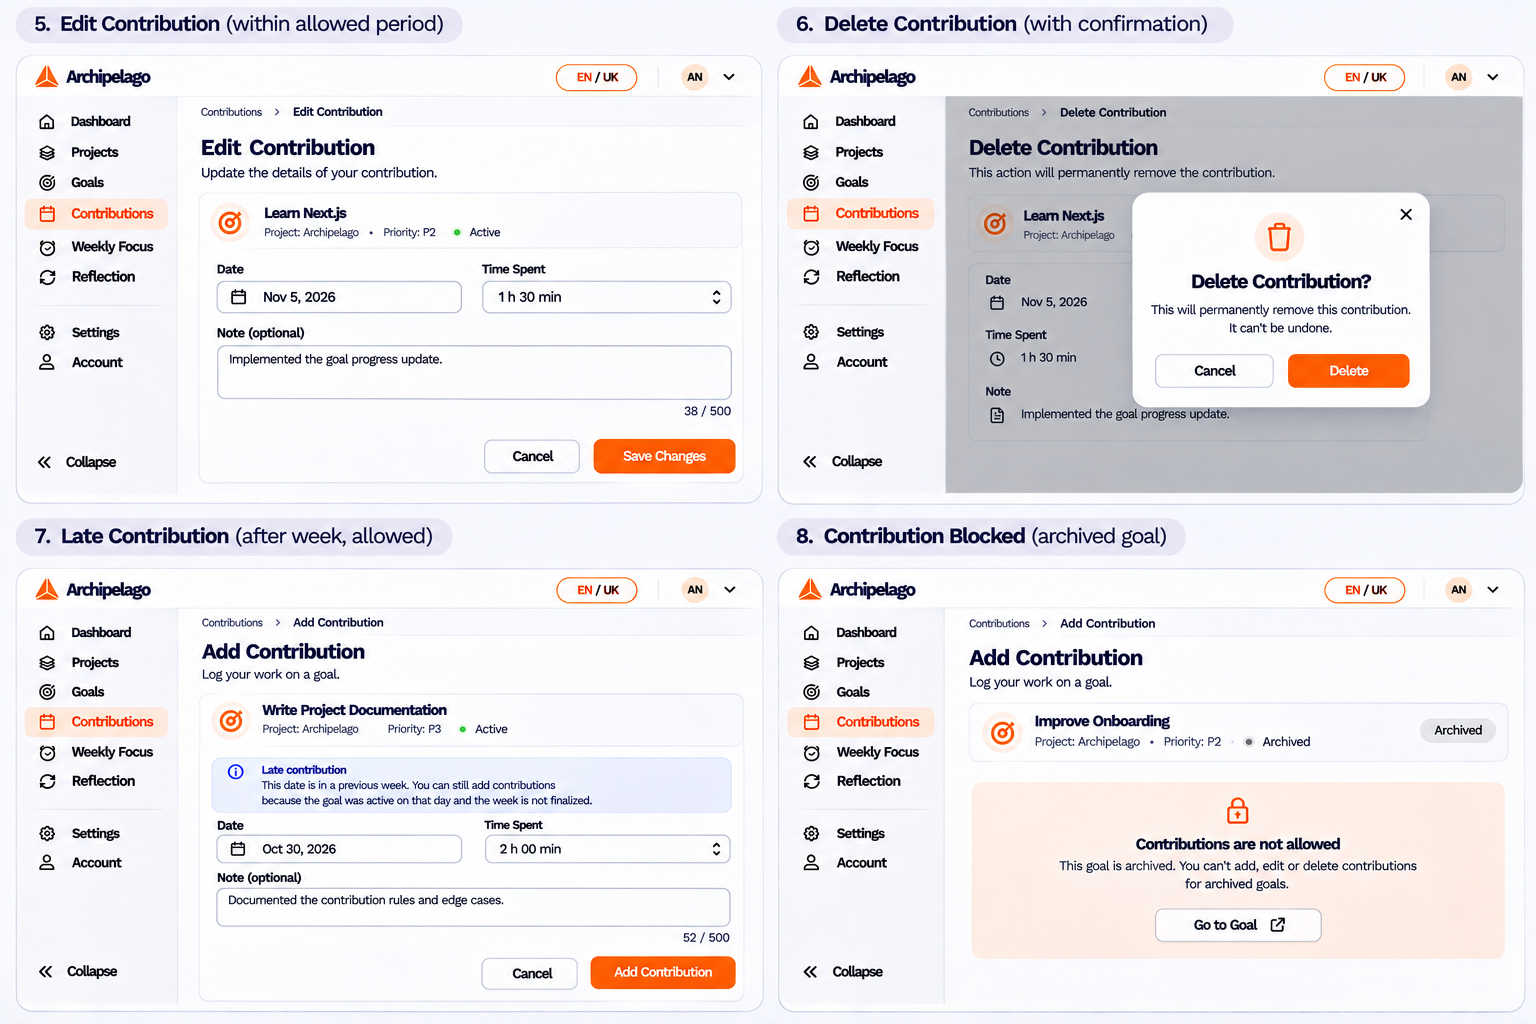 5. Edit Contribution (within allowed period)
Archipelago
EN / UK
AN
Dashboard
Projects
Goals
Contributions
Weekly Focus
Reflection
Settings
Account
Collapse
Contributions > Edit Contribution
Edit Contribution
Update the details of your contribution.
Learn Next.js
Project: Archipelago • Priority: P2 • Active
Date
Nov 5, 2026
Time Spent
1 h 30 min
Note (optional)
Implemented the goal progress update.
38 / 500
Cancel
Save Changes
6. Delete Contribution (with confirmation)
Archipelago
EN / UK
AN
Dashboard
Projects
Goals
Contributions
Weekly Focus
Reflection
Settings
Account
Collapse
Contributions > Delete Contribution
Delete Contribution
This action will permanently remove the contribution.
Learn Next.js
Project: Archipelago
Date
Nov 5, 2026
Time Spent
1 h 30 min
Note
Implemented the goal progress update.
Delete Contribution?
This will permanently remove this contribution.
It can't be undone.
Cancel
Delete
7. Late Contribution (after week, allowed)
Archipelago
EN / UK
AN
Dashboard
Projects
Goals
Contributions
Weekly Focus
Reflection
Settings
Account
Collapse
Contributions > Add Contribution
Add Contribution
Log your work on a goal.
Write Project Documentation
Project: Archipelago Priority: P3 • Active
Late contribution
This date is in a previous week. You can still add contributions
because the goal was active on that day and the week is not finalized.
Date
Oct 30, 2026
Time Spent
2 h 00 min
Note (optional)
Documented the contribution rules and edge cases.
52 / 500
Cancel
Add Contribution
8. Contribution Blocked (archived goal)
Archipelago
EN / UK
AN
Dashboard
Projects
Goals
Contributions
Weekly Focus
Reflection
Settings
Account
Collapse
Contributions > Add Contribution
Add Contribution
Log your work on a goal.
Improve Onboarding
Project: Archipelago • Priority: P2 • Archived
Archived
Contributions are not allowed
This goal is archived. You can't add, edit or delete contributions
for archived goals.
Go to Goal